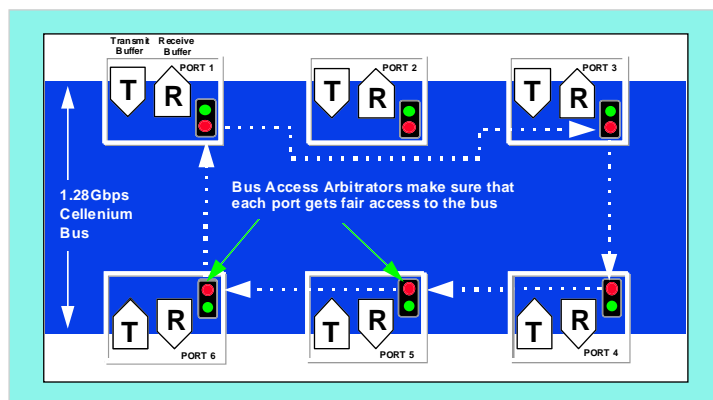 Transmit Buffer
Receive Buffer
PORT 1
T
R
PORT 2
T
R
PORT 3
T
R
1.28Gbps
Cellenium
Bus
Bus Access Arbitrators make sure that
each port gets fair access to the bus
T
R
PORT 6
T
R
PORT 5
T
R
PORT 4